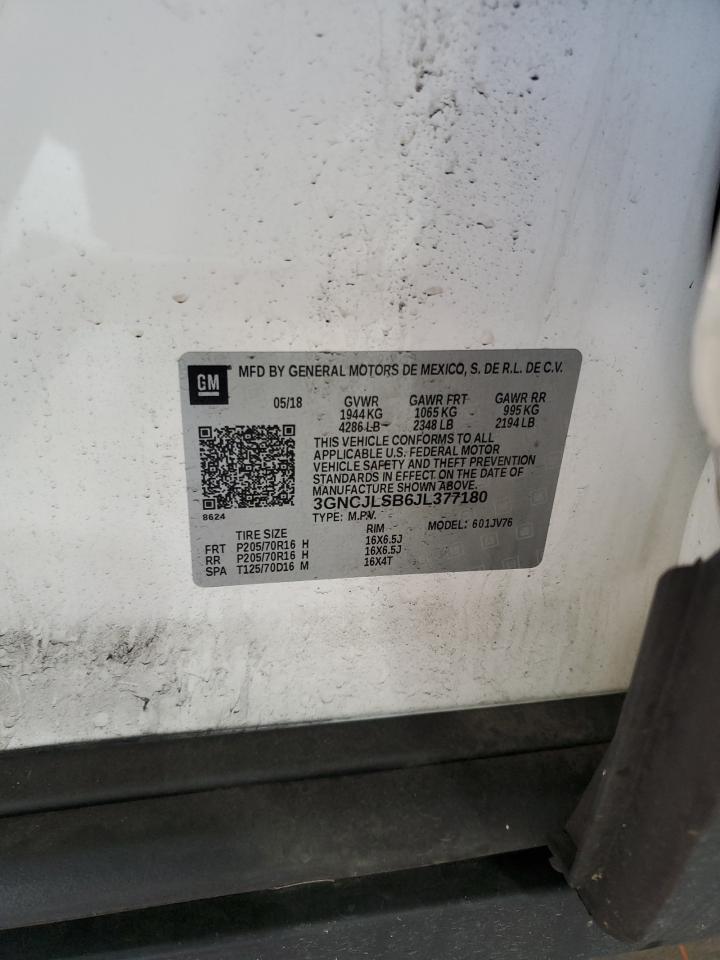 GM MFD BY GENERAL MOTORS DE MEXICO, S. DE R.L. DE C.V.
05/18 GVWR GAWR FRT GAWR RR
1944 KG 1065 KG 995 KG
4286 LB 2348 LB 2194 LB
THIS VEHICLE CONFORMS TO ALL
APPLICABLE U.S. FEDERAL MOTOR
VEHICLE SAFETY AND THEFT PREVENTION
STANDARDS IN EFFECT ON THE DATE OF
MANUFACTURE SHOWN ABOVE.
3GNCJLSB6JL377180
8624 TYPE: M.P.V. MODEL: 601JV76
TIRE SIZE RIM
FRT P205/70R16 H 16X6.5J
RR P205/70R16 H 16X6.5J
SPA T125/70D16 M 16X4T